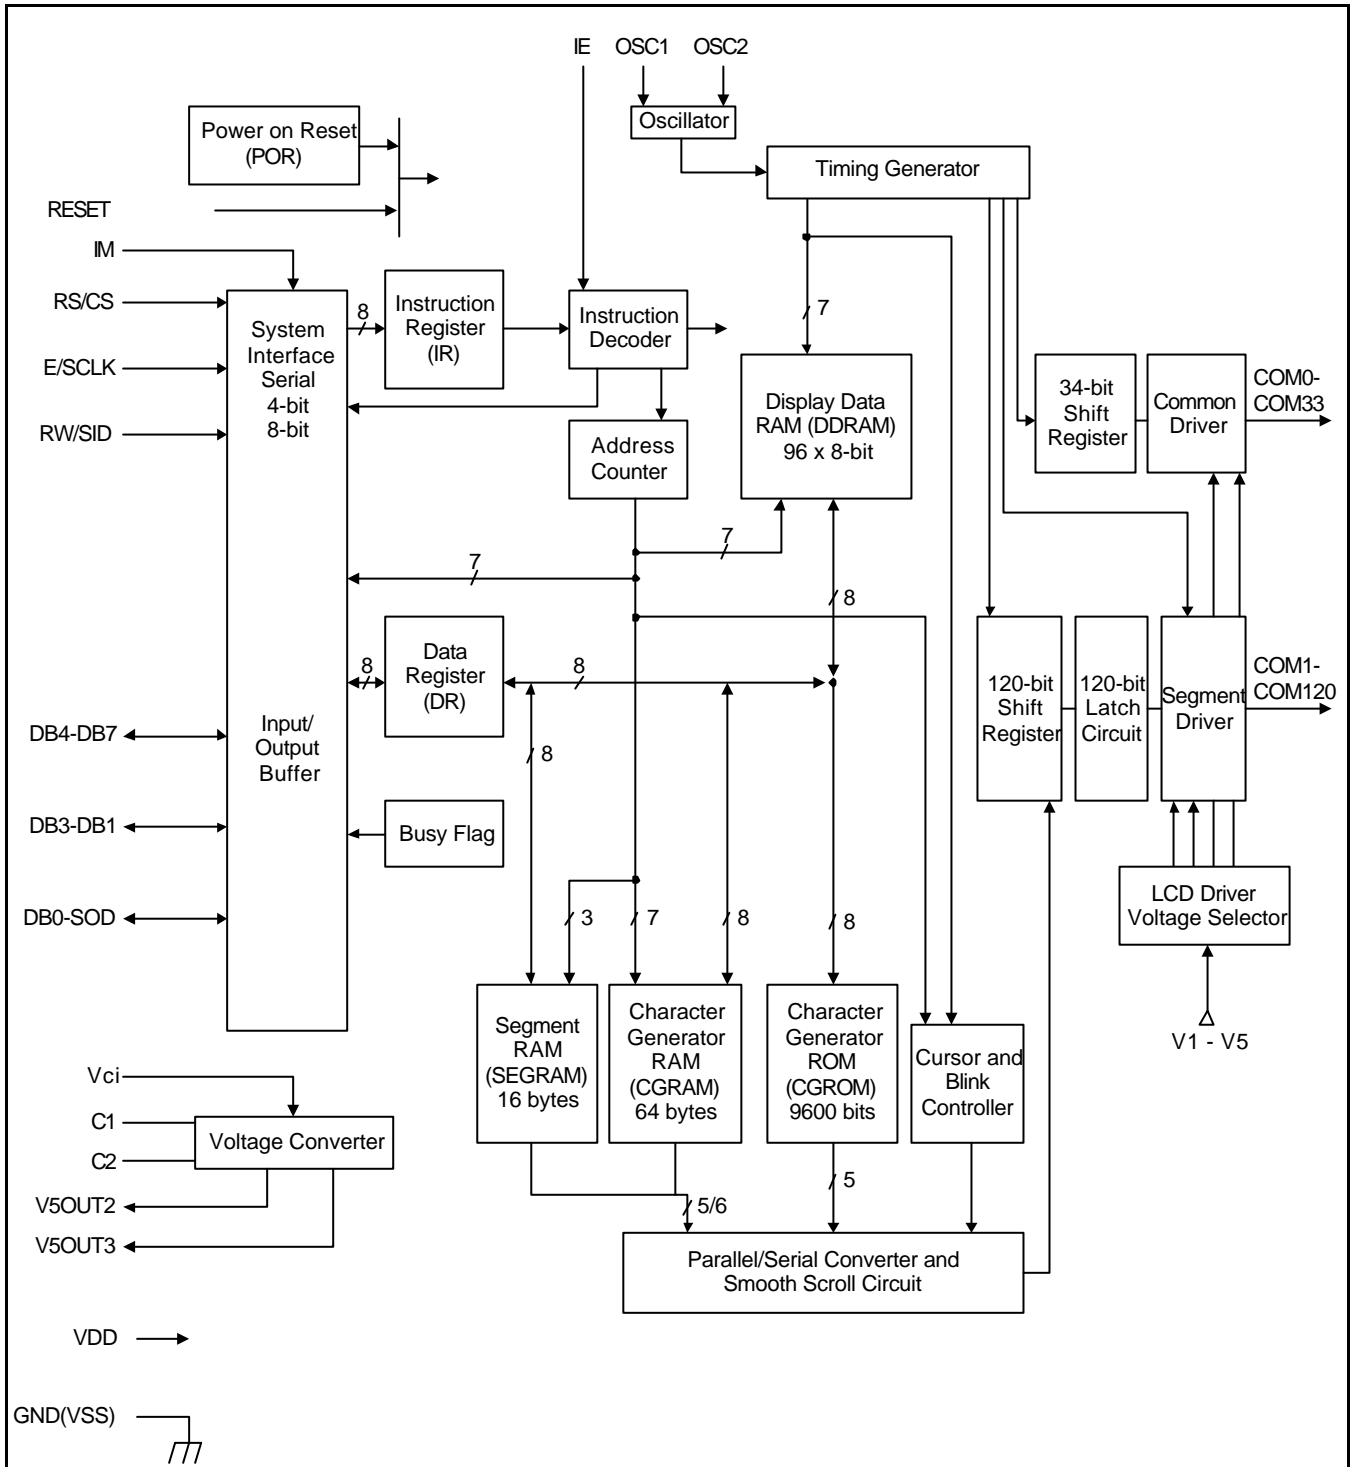 IE OSC1 OSC2
Oscillator
Power on Reset
(POR)
Timing Generator
RESET
IM
RS/CS
E/SCLK
RW/SID
System
Interface
Serial
4-bit
8-bit
8
Instruction
Register
(IR)
Instruction
Decoder
7
Address
Counter
Display Data
RAM (DDRAM)
96 x 8-bit
34-bit
Shift
Register
Common
Driver
COM0-
COM33
7
7
8
8
Data
Register
(DR)
8
8
120-bit
Shift
Register
120-bit
Latch
Circuit
Segment
Driver
COM1-
COM120
DB4-DB7
Input/
Output
Buffer
DB3-DB1
Busy Flag
DB0-SOD
3
7
8
8
LCD Driver
Voltage Selector
V1 - V5
Segment
RAM
(SEGRAM)
16 bytes
Character
Generator
RAM
(CGRAM)
64 bytes
Character
Generator
ROM
(CGROM)
9600 bits
Cursor and
Blink
Controller
Vci
C1
C2
Voltage Converter
V5OUT2
V5OUT3
5/6
5
Parallel/Serial Converter and
Smooth Scroll Circuit
VDD
GND(VSS)